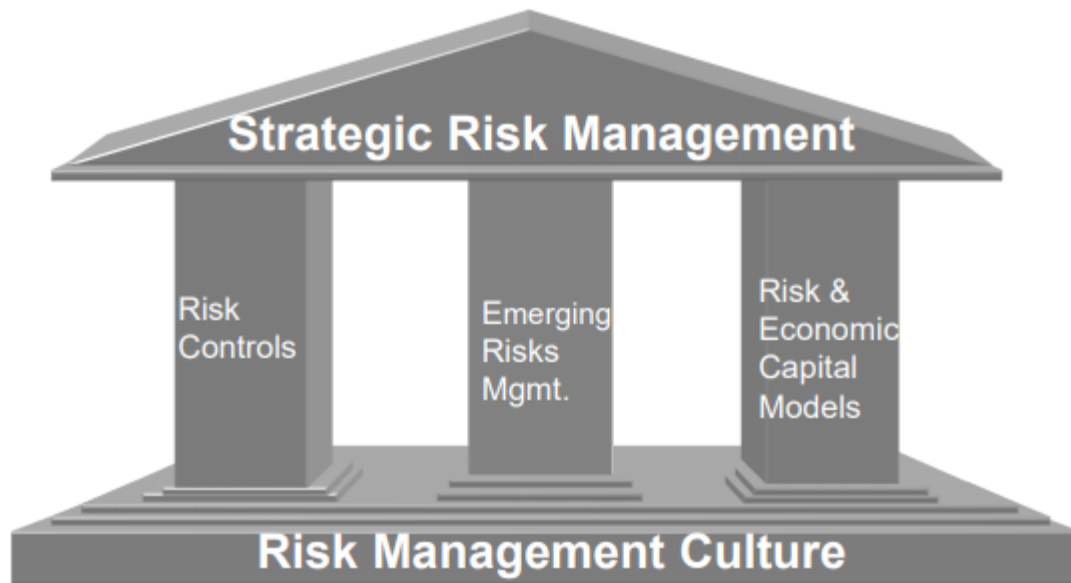 Strategic Risk Management
Risk
Controls
Emerging
Risks
Mgmt.
Risk &
Economic
Capital
Models
Risk Management Culture